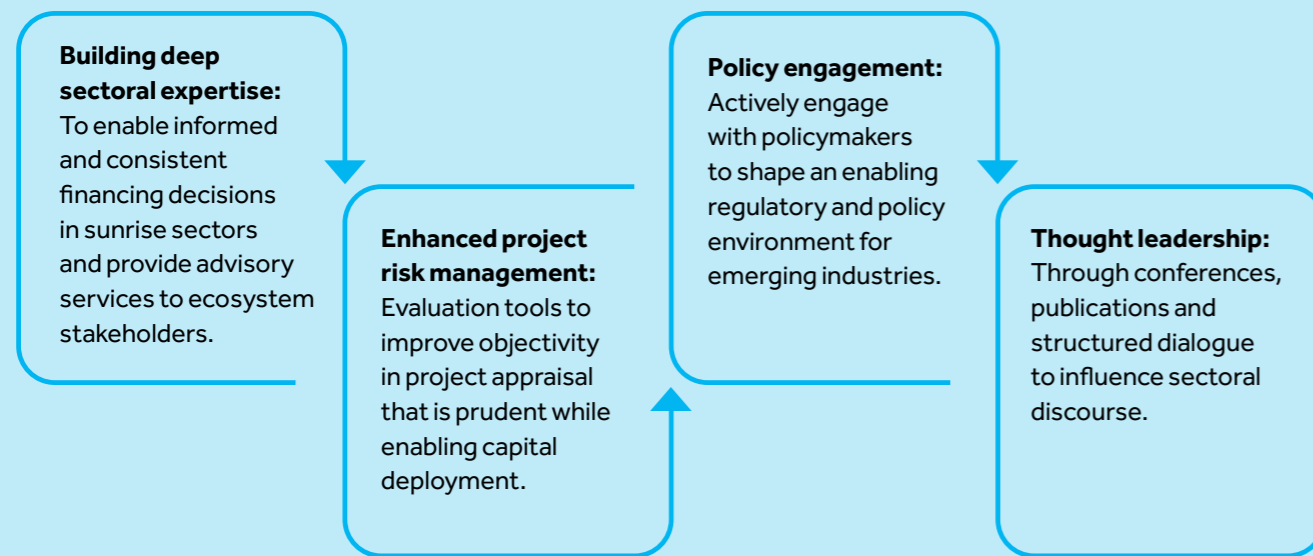 Building deep
sectoral expertise:
To enable informed
and consistent
financing decisions
in sunrise sectors
and provide advisory
services to ecosystem
stakeholders.
Enhanced project
risk management:
Evaluation tools to
improve objectivity
in project appraisal
that is prudent while
enabling capital
deployment.
Policy engagement:
Actively engage
with policymakers
to shape an enabling
regulatory and policy
environment for
emerging industries.
Thought leadership:
Through conferences,
publications and
structured dialogue
to influence sectoral
discourse.